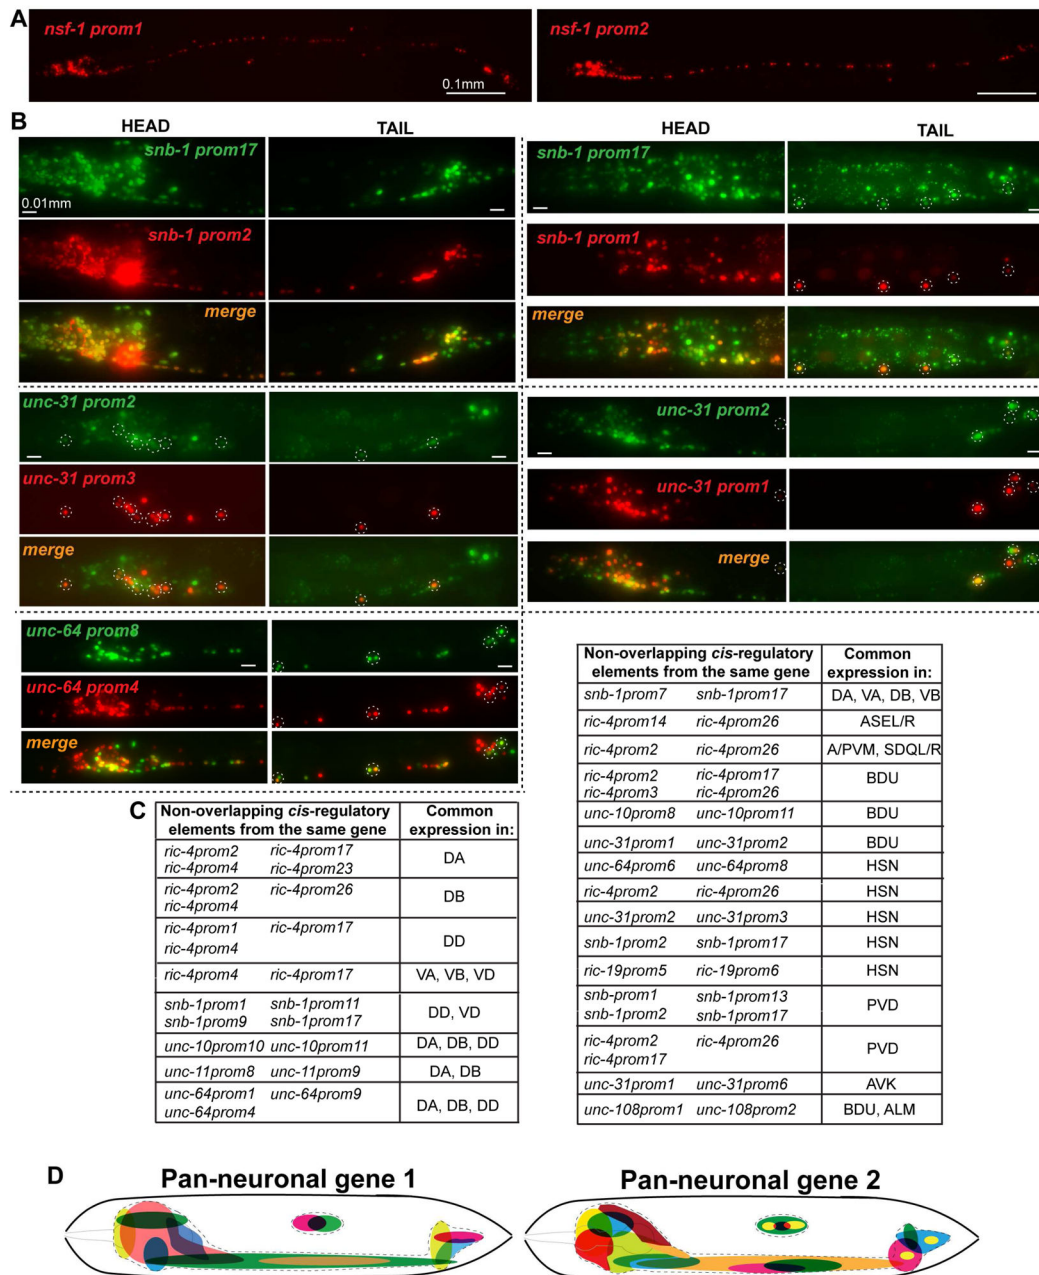 A
nsf-1 prom1
0.1mm
nsf-1 prom2
B
HEAD TAIL
snb-1 prom17
0.01mm
snb-1 prom2
merge
HEAD TAIL
snb-1 prom17
snb-1 prom1
merge
unc-31 prom2
unc-31 prom3
merge
unc-31 prom2
unc-31 prom1
merge
unc-64 prom8
unc-64 prom4
merge
C
Non-overlapping cis-regulatory Common
elements from the same gene expression in:
ric-4prom2 ric-4prom17 DA
ric-4prom4 ric-4prom23
ric-4prom2 ric-4prom26 DB
ric-4prom4
ric-4prom1 ric-4prom17 DD
ric-4prom4
ric-4prom4 ric-4prom17 VA, VB, VD
snb-1prom1 snb-1prom11 DD, VD
snb-1prom9 snb-1prom17
unc-10prom10 unc-10prom11 DA, DB, DD
unc-11prom8 unc-11prom9 DA, DB
unc-64prom1 unc-64prom9 DA, DB, DD
unc-64prom4
Non-overlapping cis-regulatory Common
elements from the same gene expression in:
snb-1prom7 snb-1prom17 DA, VA, DB, VB
ric-4prom14 ric-4prom26 ASEL/R
ric-4prom2 ric-4prom26 A/PVM, SDQL/R
ric-4prom2 ric-4prom17 BDU
ric-4prom3 ric-4prom26
unc-10prom8 unc-10prom11 BDU
unc-31prom1 unc-31prom2 BDU
unc-64prom6 unc-64prom8 HSN
ric-4prom2 ric-4prom26 HSN
unc-31prom2 unc-31prom3 HSN
snb-1prom2 snb-1prom17 HSN
ric-19prom5 ric-19prom6 HSN
snb-prom1 snb-1prom13 PVD
snb-1prom2 snb-1prom17
ric-4prom2 ric-4prom26 PVD
ric-4prom17
unc-31prom1 unc-31prom6 AVK
unc-108prom1 unc-108prom2 BDU, ALM
D
Pan-neuronal gene 1
Pan-neuronal gene 2